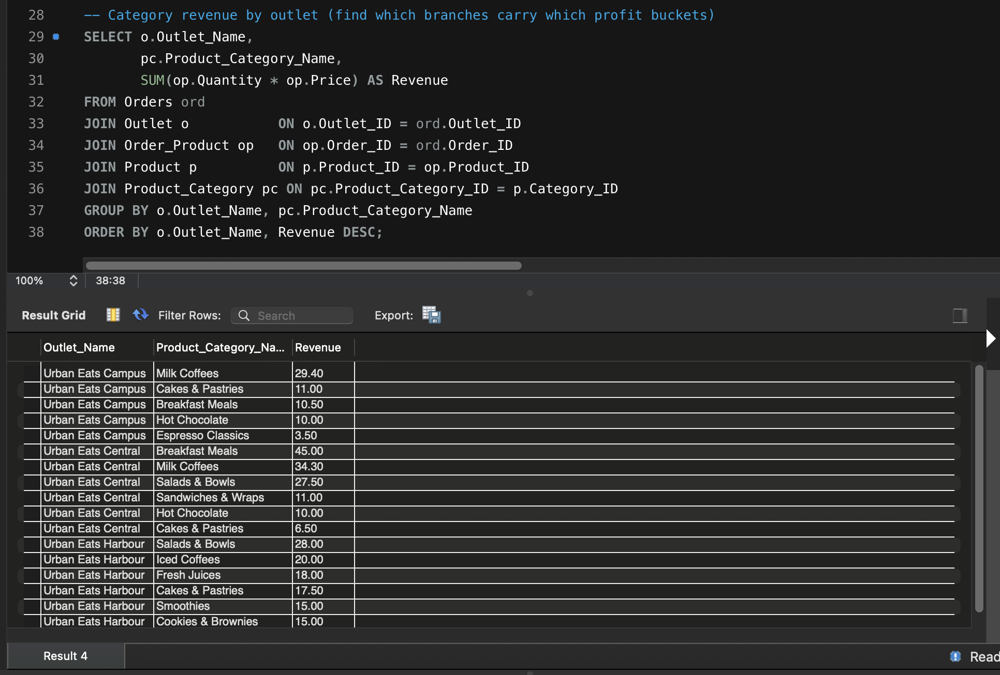 28 -- Category revenue by outlet (find which branches carry which profit buckets)
29 SELECT o.Outlet_Name,
30 pc.Product_Category_Name,
31 SUM(op.Quantity * op.Price) AS Revenue
32 FROM Orders ord
33 JOIN Outlet o ON o.Outlet_ID = ord.Outlet_ID
34 JOIN Order_Product op ON op.Order_ID = ord.Order_ID
35 JOIN Product p ON p.Product_ID = op.Product_ID
36 JOIN Product_Category pc ON pc.Product_Category_ID = p.Category_ID
37 GROUP BY o.Outlet_Name, pc.Product_Category_Name
38 ORDER BY o.Outlet_Name, Revenue DESC;
100% 38:38
Result Grid Filter Rows: Search Export:
Outlet_Name Product_Category_Na... Revenue
Urban Eats Campus Milk Coffees 29.40
Urban Eats Campus Cakes & Pastries 11.00
Urban Eats Campus Breakfast Meals 10.50
Urban Eats Campus Hot Chocolate 10.00
Urban Eats Campus Espresso Classics 3.50
Urban Eats Central Breakfast Meals 45.00
Urban Eats Central Milk Coffees 34.30
Urban Eats Central Salads & Bowls 27.50
Urban Eats Central Sandwiches & Wraps 11.00
Urban Eats Central Hot Chocolate 10.00
Urban Eats Central Cakes & Pastries 6.50
Urban Eats Harbour Salads & Bowls 28.00
Urban Eats Harbour Iced Coffees 20.00
Urban Eats Harbour Fresh Juices 18.00
Urban Eats Harbour Cakes & Pastries 17.50
Urban Eats Harbour Smoothies 15.00
Urban Eats Harbour Cookies & Brownies 15.00
Result 4 Read